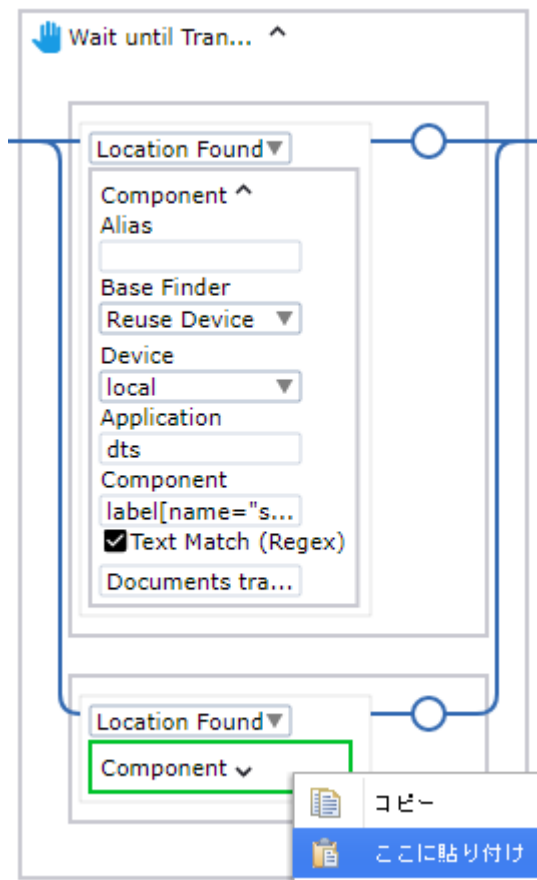 Wait until Tran...
Location Found
Component
Alias
Base Finder
Reuse Device
Device
local
Application
dts
Component
label[name="s...
Text Match (Regex)
Documents tra...
Location Found
Component
コピー
ここに貼り付け